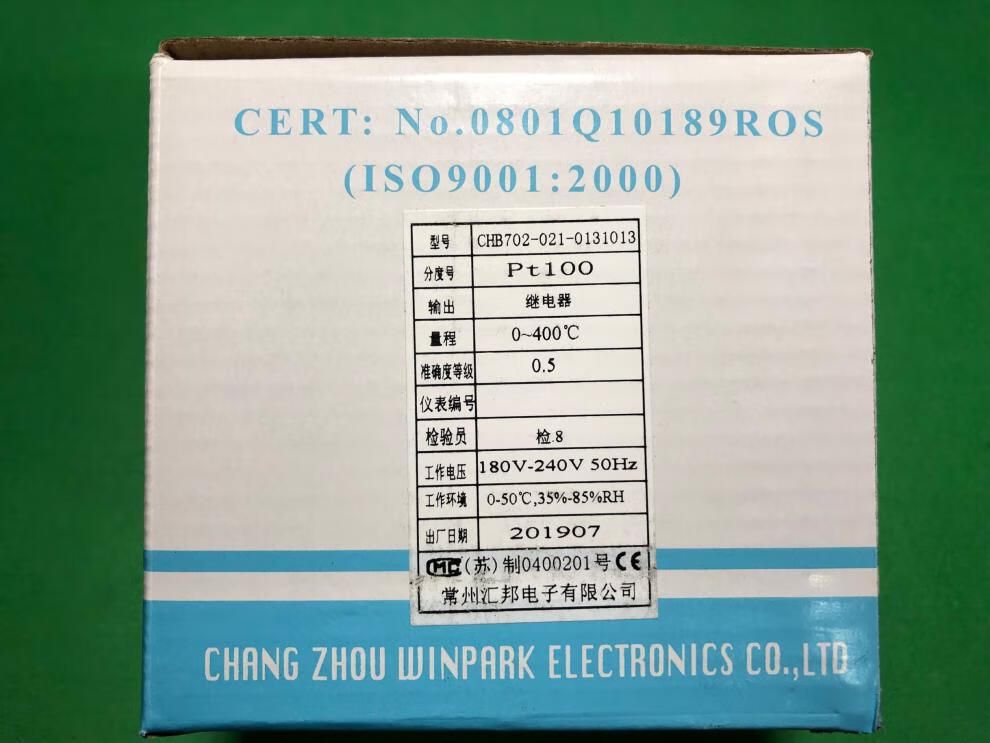 CERT: No.0801Q10189ROS
(ISO9001:2000)
型号 CHB702-021-0131013
分度号 Pt100
输出 继电器
量程 0~400℃
准确度等级 0.5
仪表编号
检验员 检.8
工作电压 180V-240V 50Hz
工作环境 0-50℃,35%-85%RH
出厂日期 201907
MC (苏)制0400201号 CE
常州汇邦电子有限公司
CHANG ZHOU WINPARK ELECTRONICS CO.,LTD